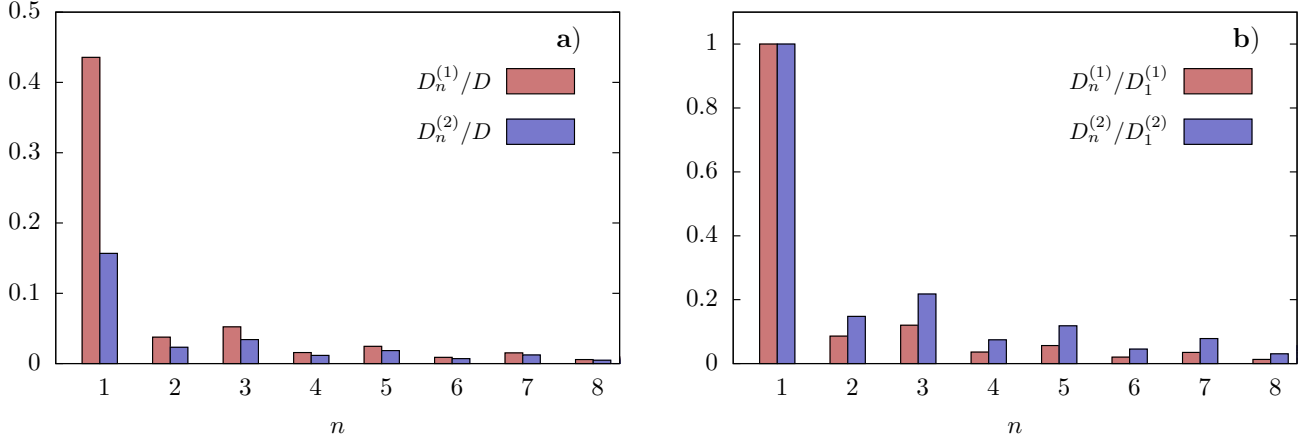 a)
D_n^{(1)}/D
D_n^{(2)}/D
0.5
0.4
0.3
0.2
0.1
0
1 2 3 4 5 6 7 8
n
b)
D_n^{(1)}/D_1^{(1)}
D_n^{(2)}/D_1^{(2)}
1
0.8
0.6
0.4
0.2
0
1 2 3 4 5 6 7 8
n